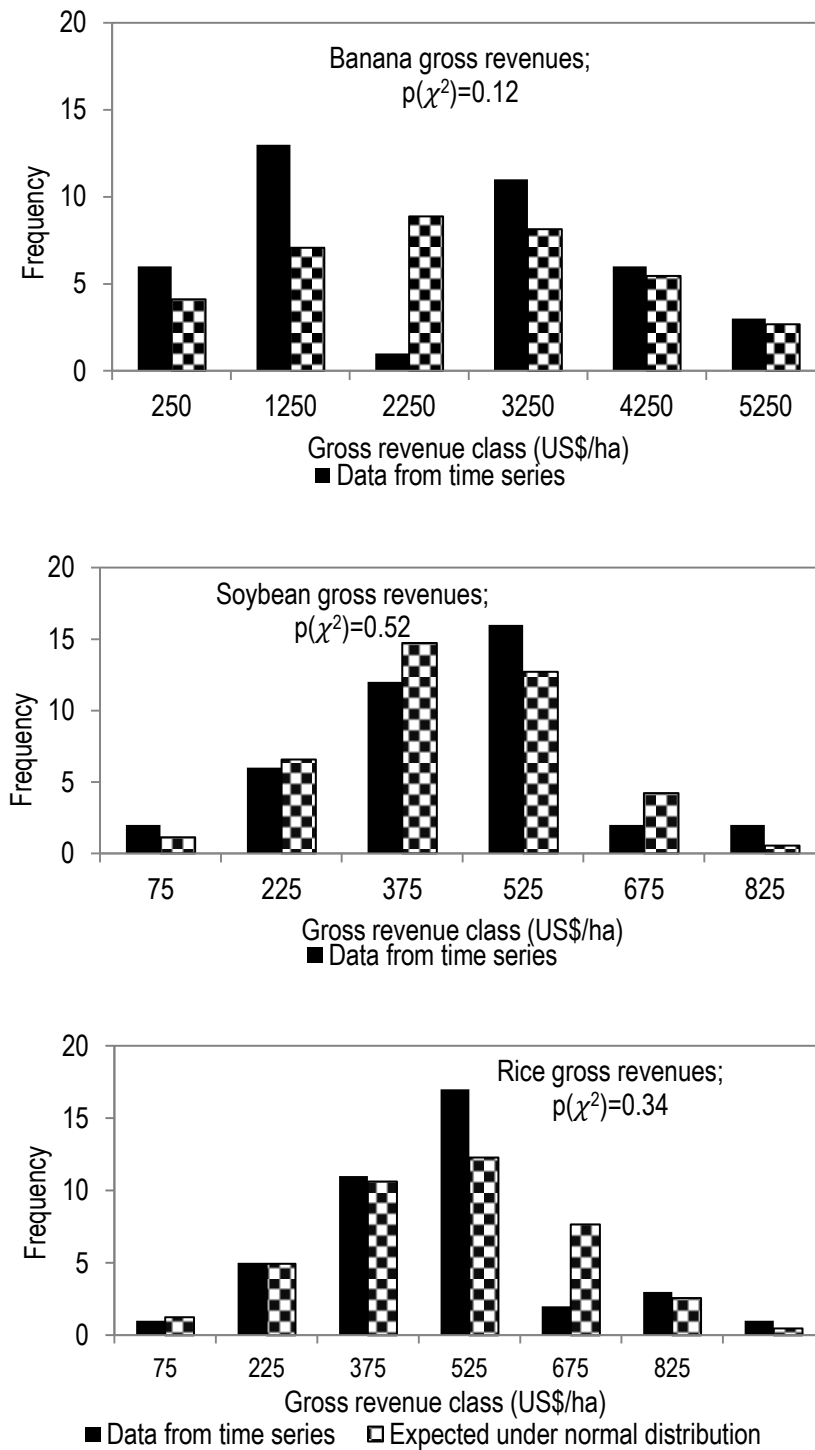 20
Banana gross revenues;
p(χ²)=0.12
15
10
5
0
Frequency
250 1250 2250 3250 4250 5250
Gross revenue class (US$/ha)
Data from time series
20
Soybean gross revenues;
p(χ²)=0.52
15
10
5
0
Frequency
75 225 375 525 675 825
Gross revenue class (US$/ha)
Data from time series
20
Rice gross revenues;
p(χ²)=0.34
15
10
5
0
Frequency
75 225 375 525 675 825
Gross revenue class (US$/ha)
Data from time series Expected under normal distribution